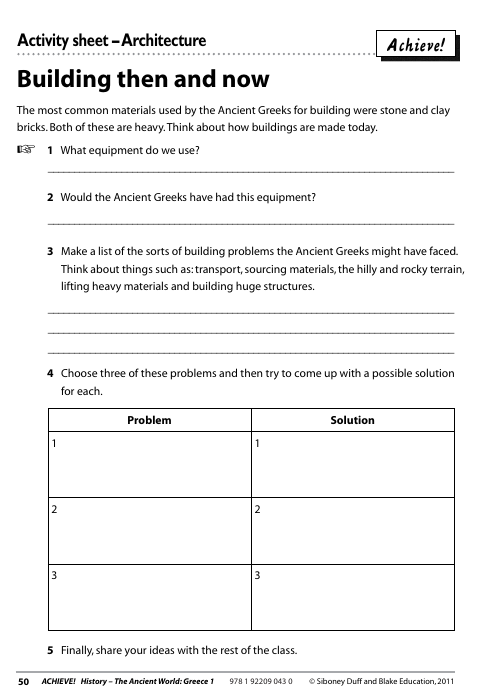 Activity sheet – Architecture
Achieve!
Building then and now
The most common materials used by the Ancient Greeks for building were stone and clay
bricks. Both of these are heavy. Think about how buildings are made today.
1 What equipment do we use?
2 Would the Ancient Greeks have had this equipment?
3 Make a list of the sorts of building problems the Ancient Greeks might have faced.
Think about things such as: transport, sourcing materials, the hilly and rocky terrain,
lifting heavy materials and building huge structures.
4 Choose three of these problems and then try to come up with a possible solution
for each.
Problem Solution
1 1
2 2
3 3
5 Finally, share your ideas with the rest of the class.
50 ACHIEVE! History – The Ancient World: Greece 1 978 1 92209 043 0 © Siboney Duff and Blake Education, 2011